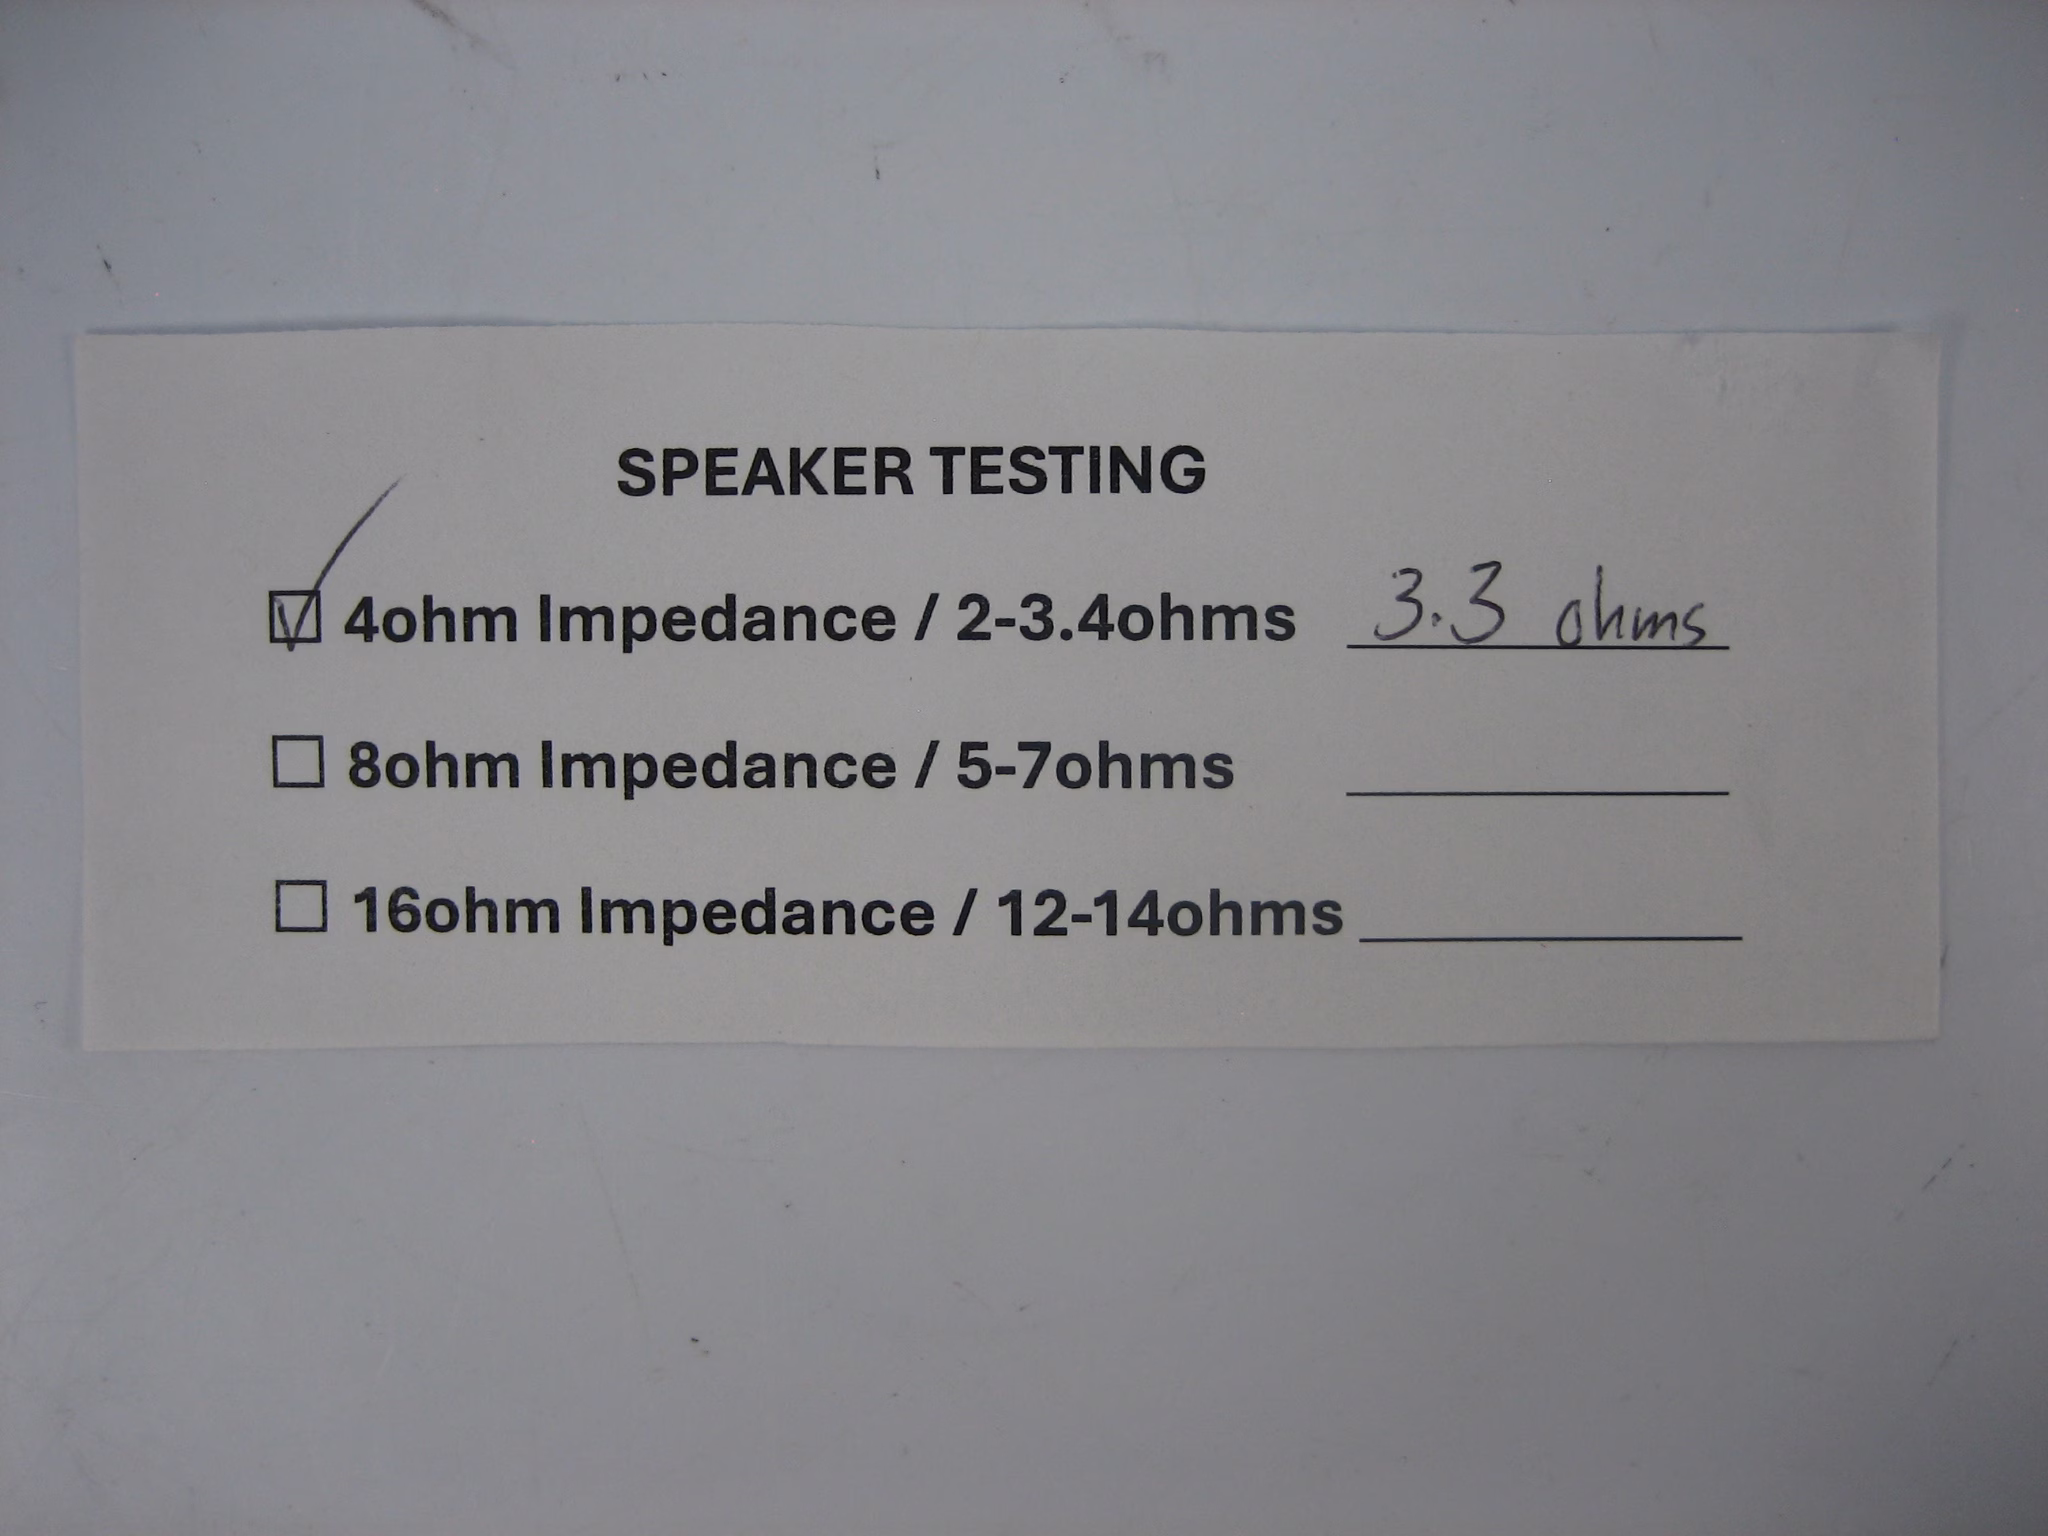 SPEAKER TESTING
☑ 4ohm Impedance / 2-3.4ohms 3.3 ohms
☐ 8ohm Impedance / 5-7ohms
☐ 16ohm Impedance / 12-14ohms